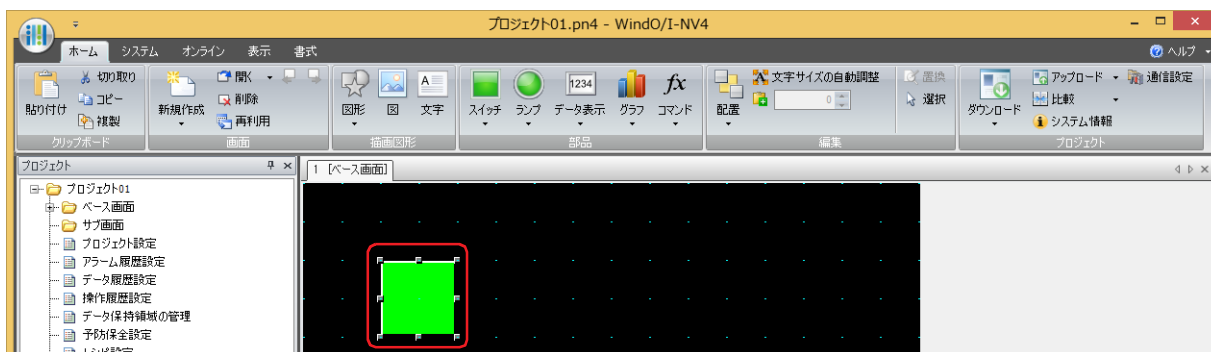 プロジェクト01.pn4 - WindO/I-NV4
ホーム システム オンライン 表示 書式 ヘルプ
貼り付け 切り取り コピー 複製
新規作成 開く 削除 再利用
図形 図 文字
スイッチ ランプ 1234 データ表示 グラフ fx コマンド
配置 文字サイズの自動調整 0 置換 選択
ダウンロード アップロード 比較 システム情報 通信設定
クリップボード 画面 描画図形 部品 編集 プロジェクト
プロジェクト
1 [ベース画面]
プロジェクト01
ベース画面
サブ画面
プロジェクト設定
アラーム履歴設定
データ履歴設定
操作履歴設定
データ保持領域の管理
予防保全設定
レシピ設定